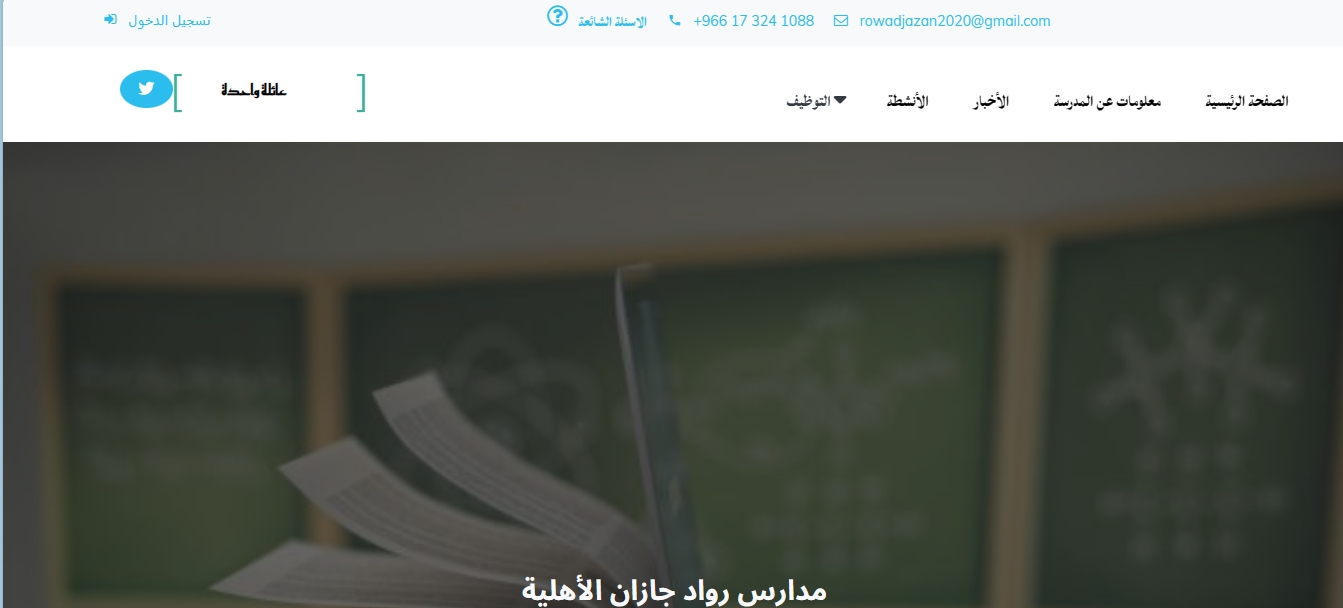 rowadjazan2020@gmail.com +966 17 324 1088 الاسئلة الشائعة تسجيل الدخول
الصفحة الرئيسية معلومات عن المدرسة الأخبار الأنشطة التوظيف [ عائلة واحدة ]
مدارس رواد جازان الأهلية